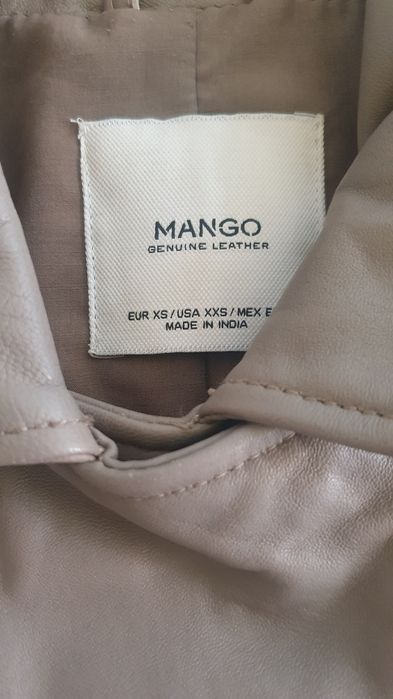 MANGO
GENUINE LEATHER
EUR XS / USA XXS / MEX
MADE IN INDIA